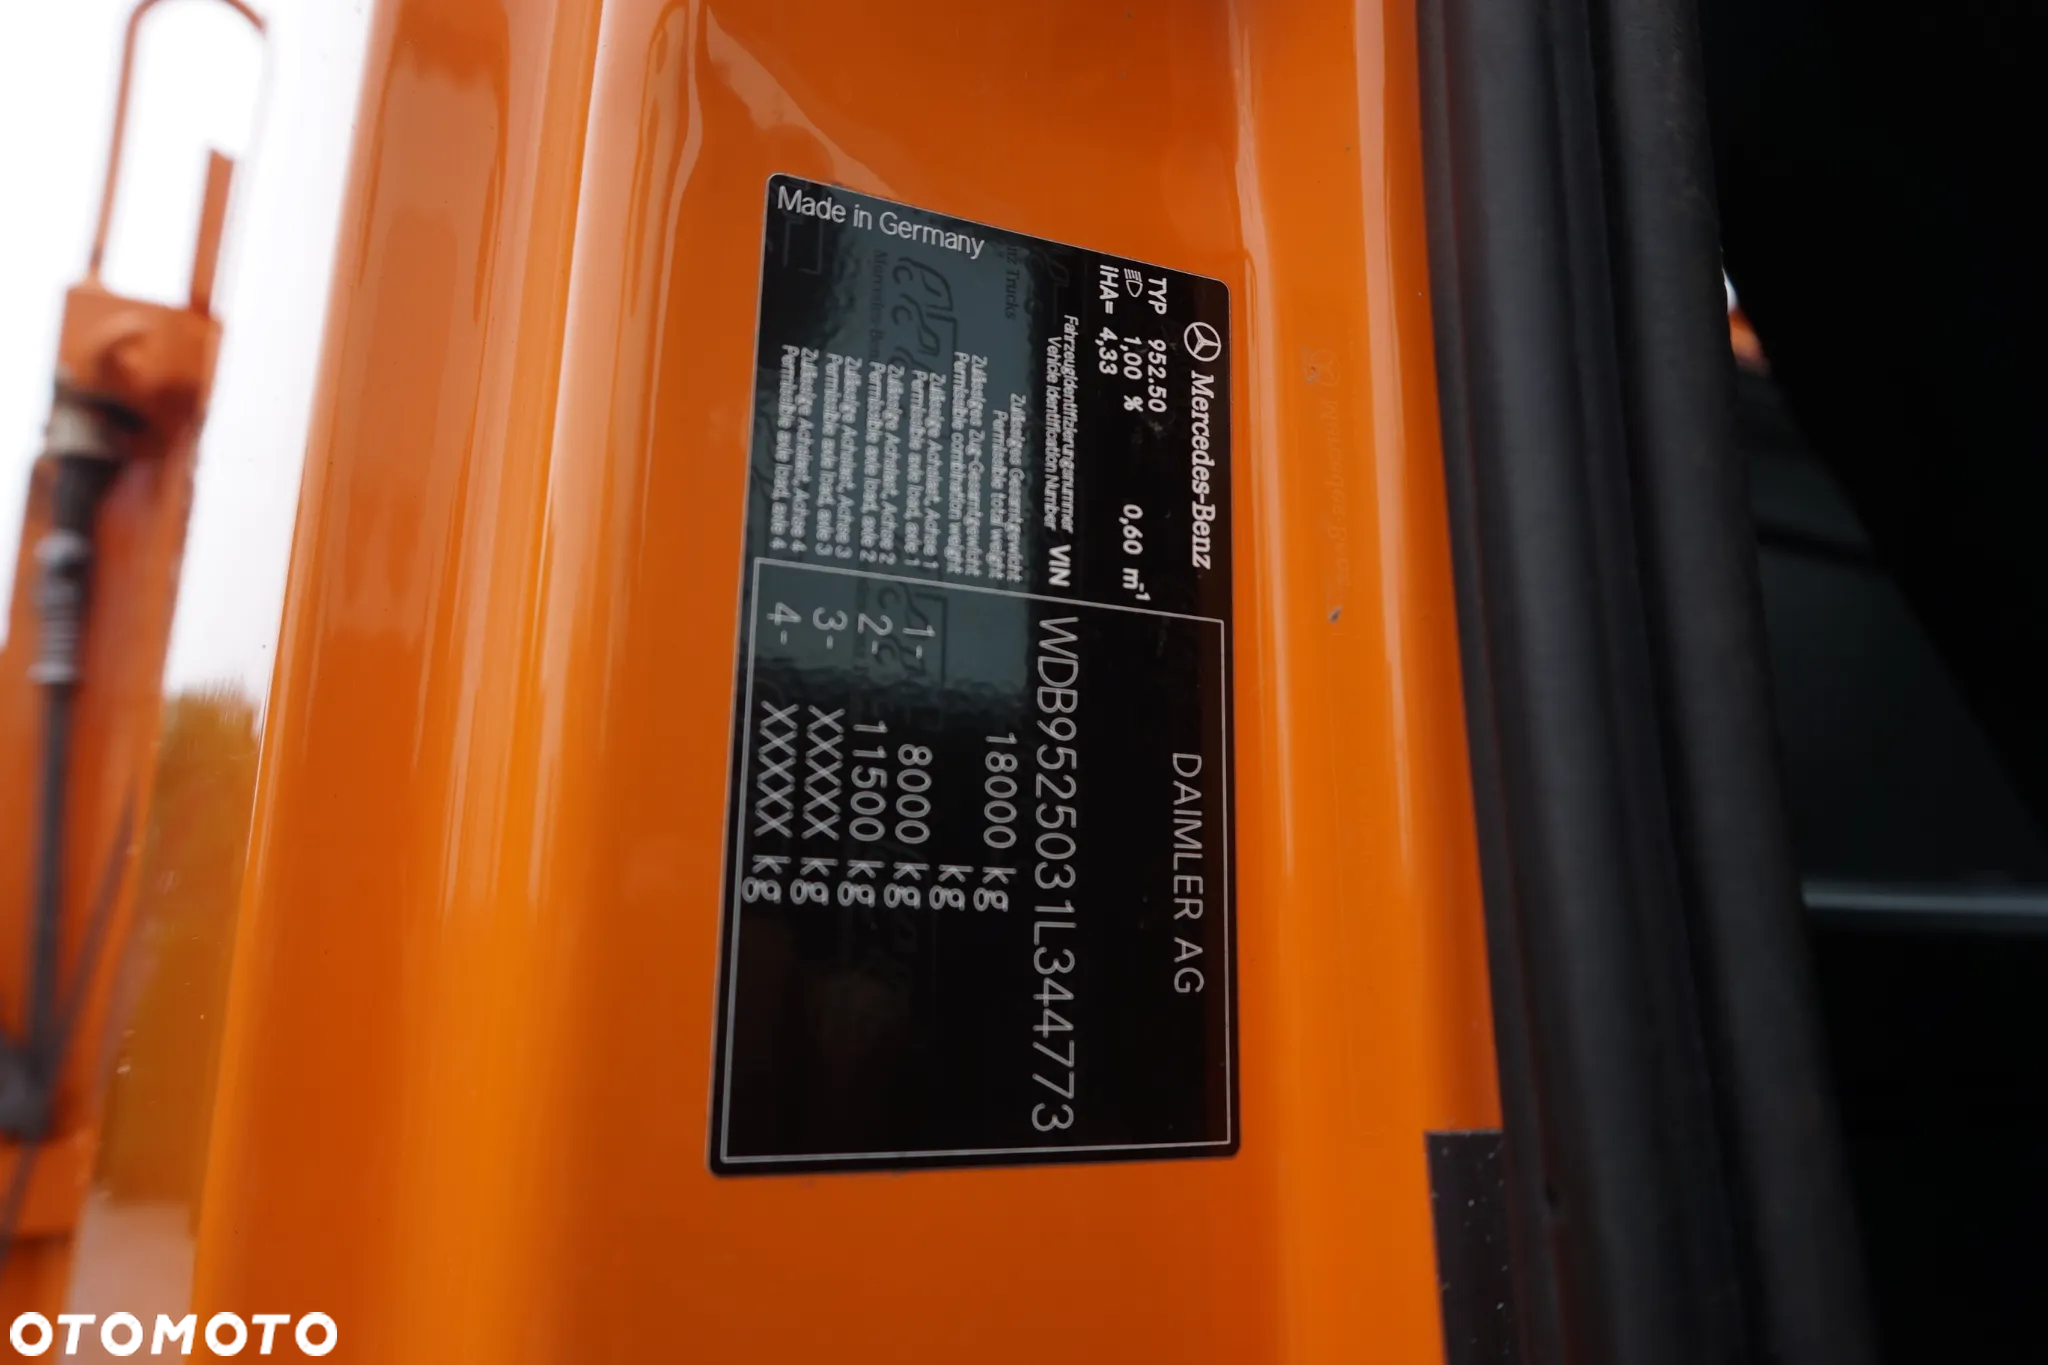 Mercedes-Benz
DAIMLER AG
TYP 952.50
1,00 % 0,60 m-1
iHA= 4,33
Fahrzeugidentifizierungsnummer
Vehicle Identification Number VIN WDB9525031L344773
Zulässiges Gesamtgewicht
Permissible total weight 18000 kg
Zulässiges Zug-Gesamtgewicht
Permissible combination weight kg
Zulässige Achslast, Achse 1
Permissible axle load, axle 1 1- 8000 kg
Zulässige Achslast, Achse 2
Permissible axle load, axle 2 2- 11500 kg
Zulässige Achslast, Achse 3
Permissible axle load, axle 3 3- XXXXX kg
Zulässige Achslast, Achse 4
Permissible axle load, axle 4 4- XXXXX kg
Made in Germany
OTOMOTO